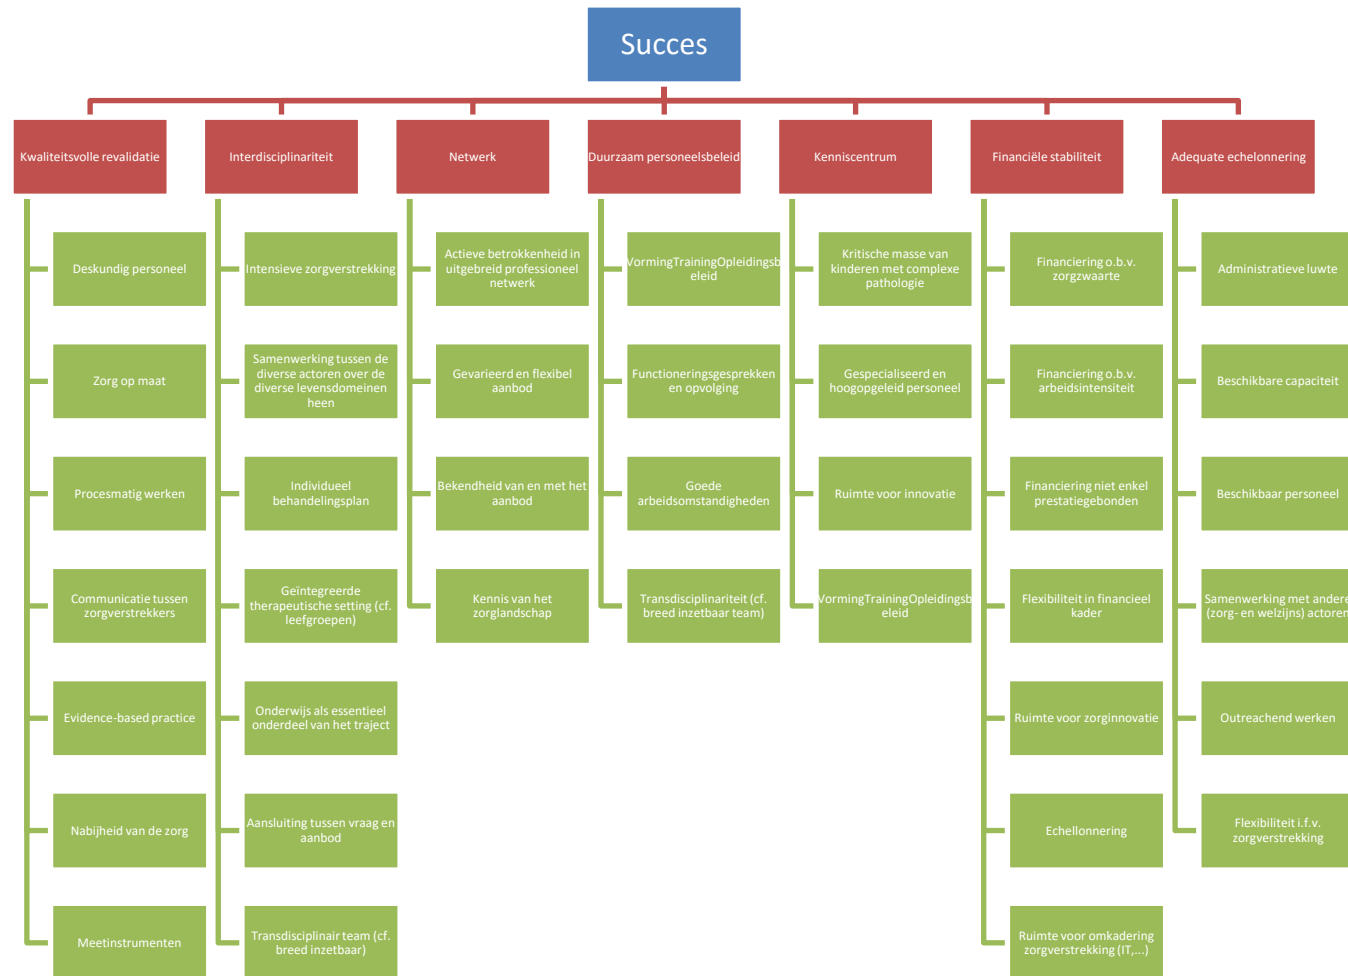 Succes
Kwaliteitsvolle revalidatie
Interdisciplinariteit
Netwerk
Duurzaam personeelsbeleid
Kenniscentrum
Financiële stabiliteit
Adequate echelonnering
Deskundig personeel
Zorg op maat
Procesmatig werken
Communicatie tussen
zorgverstrekkers
Evidence-based practice
Nabijheid van de zorg
Meetinstrumenten
Intensieve zorgverstrekking
Samenwerking tussen de
diverse actoren over de
diverse levensdomeinen
heen
Individueel
behandelingsplan
Geïntegreerde
therapeutische setting (cf.
leefgroepen)
Onderwijs als essentieel
onderdeel van het traject
Aansluiting tussen vraag en
aanbod
Transdisciplinair team (cf.
breed inzetbaar)
Actieve betrokkenheid in
uitgebreid professioneel
netwerk
Gevarieerd en flexibel
aanbod
Bekendheid van en met het
aanbod
Kennis van het
zorglandschap
VormingTrainingOpleidingsb
eleid
Functioneringsgesprekken
en opvolging
Goede
arbeidsomstandigheden
Transdisciplinariteit (cf.
breed inzetbaar team)
Kritische masse van
kinderen met complexe
pathologie
Gespecialiseerd en
hoogopgeleid personeel
Ruimte voor innovatie
VormingTrainingOpleidingsb
eleid
Financiering o.b.v.
zorgzwaarte
Financiering o.b.v.
arbeidsintensiteit
Financiering niet enkel
prestatiegebonden
Flexibiliteit in financieel
kader
Ruimte voor zorginnovatie
Echellonnering
Ruimte voor omkadering
zorgverstrekking (IT,...)
Administratieve luwte
Beschikbare capaciteit
Beschikbaar personeel
Samenwerking met andere
(zorg- en welzijns) actoren
Outreachend werken
Flexibiliteit i.f.v.
zorgverstrekking